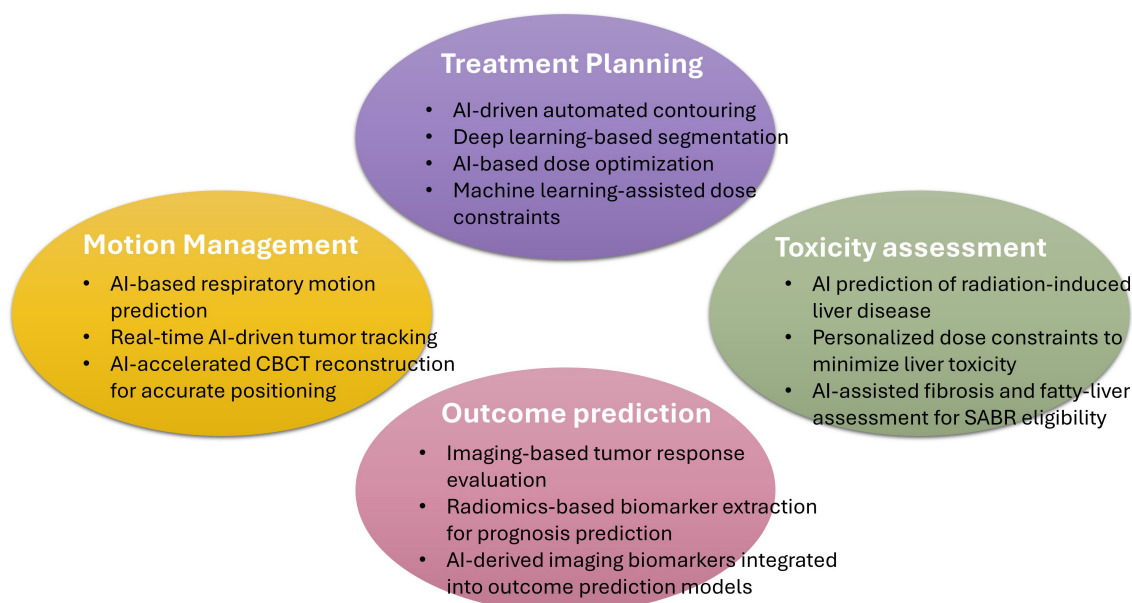 Treatment Planning
• AI-driven automated contouring
• Deep learning-based segmentation
• AI-based dose optimization
• Machine learning-assisted dose
constraints
Motion Management
• AI-based respiratory motion
prediction
• Real-time AI-driven tumor tracking
• AI-accelerated CBCT reconstruction
for accurate positioning
Toxicity assessment
• AI prediction of radiation-induced
liver disease
• Personalized dose constraints to
minimize liver toxicity
• AI-assisted fibrosis and fatty-liver
assessment for SABR eligibility
Outcome prediction
• Imaging-based tumor response
evaluation
• Radiomics-based biomarker extraction
for prognosis prediction
• AI-derived imaging biomarkers integrated
into outcome prediction models